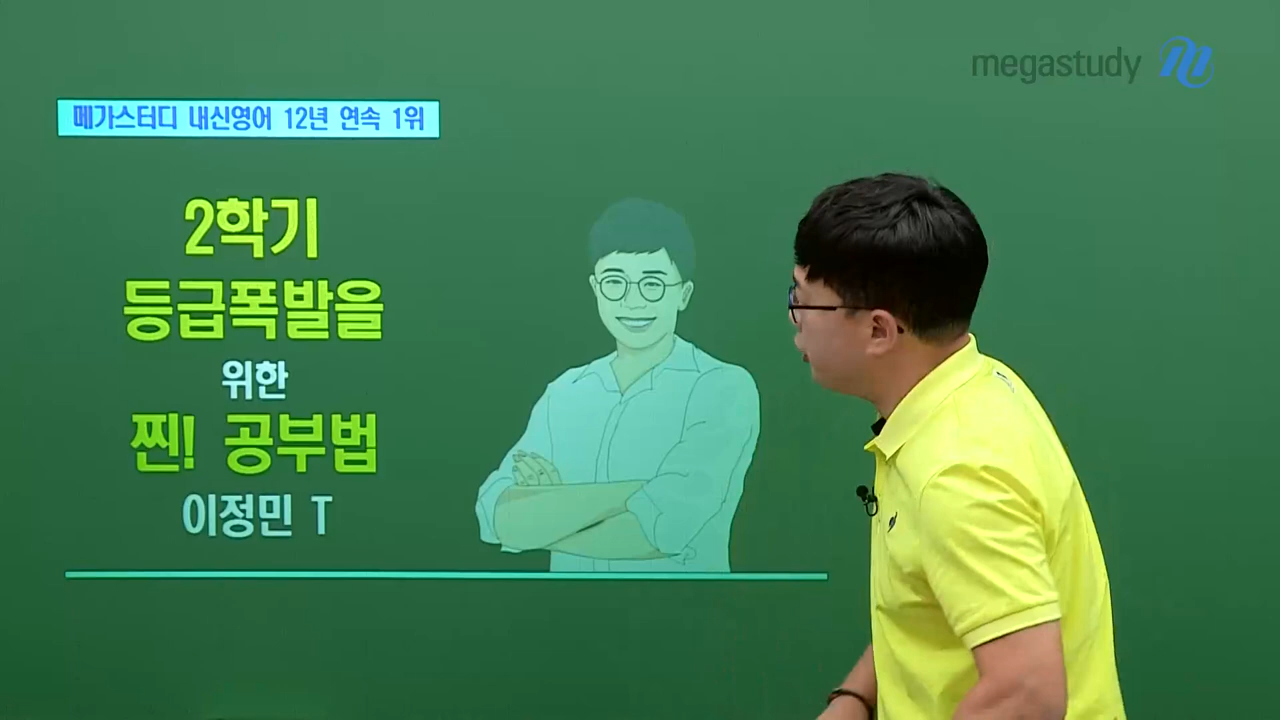 megastudy
메가스터디 내신영어 12년 연속 1위
2학기
등급폭발을
위한
찐! 공부법
이정민 T